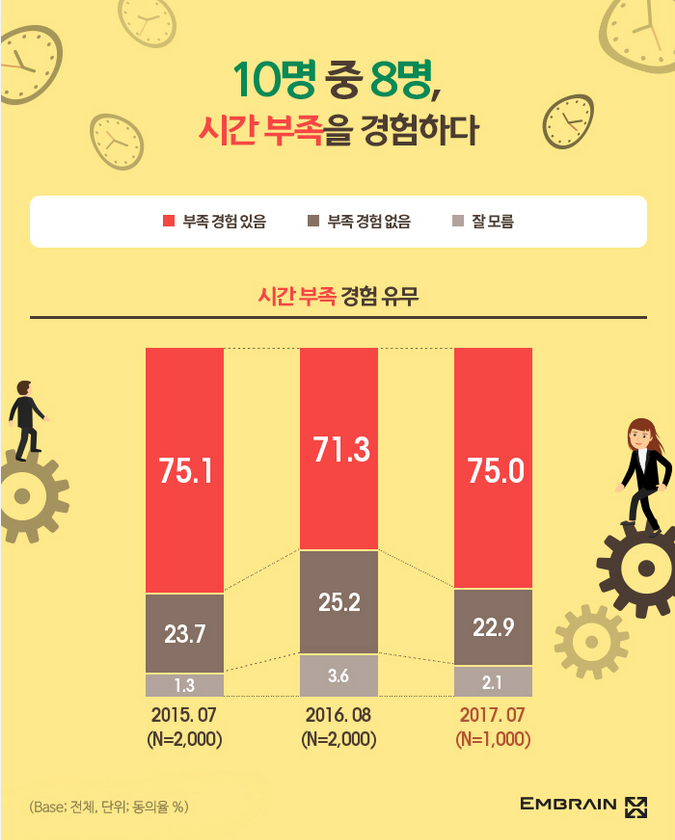 10명 중 8명,
시간 부족을 경험하다
부족 경험 있음 부족 경험 없음 잘 모름
시간 부족 경험 유무
75.1 71.3 75.0
23.7 25.2 22.9
1.3 3.6 2.1
2015. 07 2016. 08 2017. 07
(N=2,000) (N=2,000) (N=1,000)
(Base; 전체, 단위; 동의율 %)
EMBRAIN